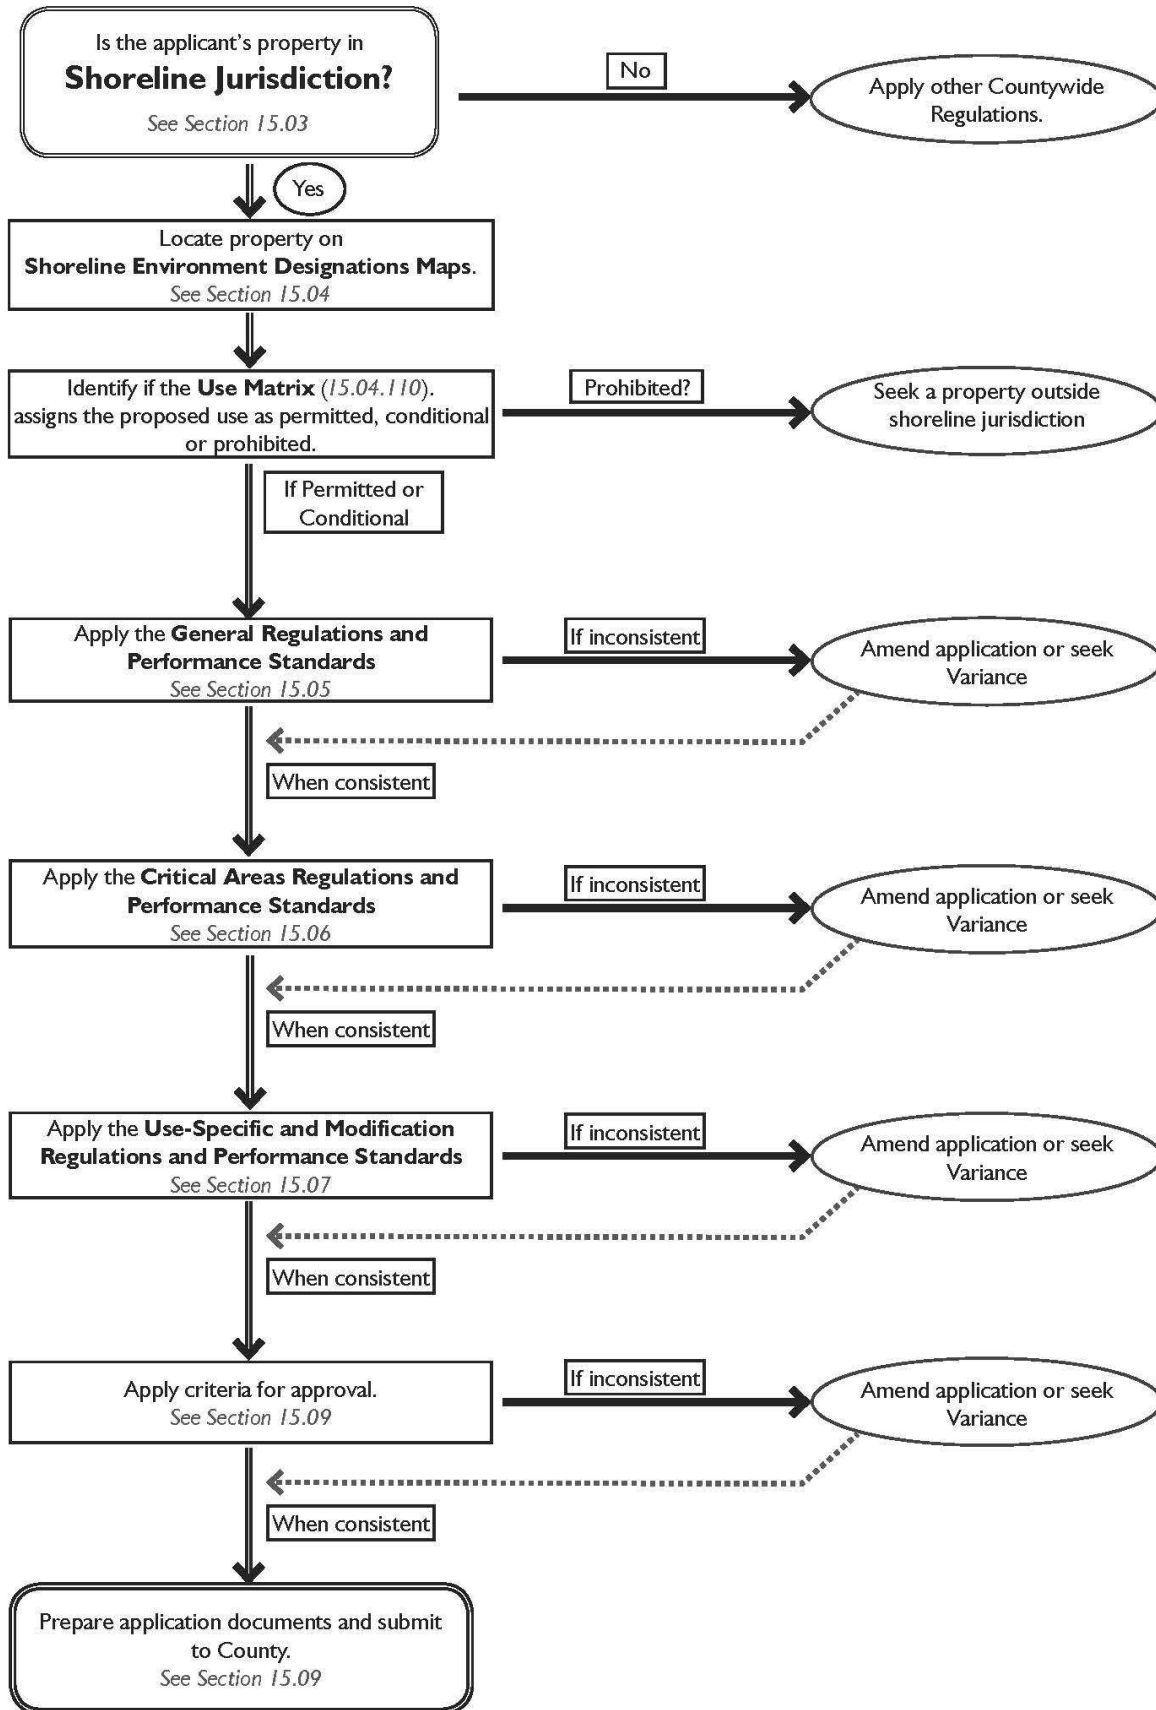 Is the applicant's property in
Shoreline Jurisdiction?
See Section 15.03
No
Apply other Countywide
Regulations.
Yes
Locate property on
Shoreline Environment Designations Maps.
See Section 15.04
Identify if the Use Matrix (15.04.110).
assigns the proposed use as permitted, conditional
or prohibited.
Prohibited?
Seek a property outside
shoreline jurisdiction
If Permitted or
Conditional
Apply the General Regulations and
Performance Standards
See Section 15.05
If inconsistent
Amend application or seek
Variance
When consistent
Apply the Critical Areas Regulations and
Performance Standards
See Section 15.06
If inconsistent
Amend application or seek
Variance
When consistent
Apply the Use-Specific and Modification
Regulations and Performance Standards
See Section 15.07
If inconsistent
Amend application or seek
Variance
When consistent
Apply criteria for approval.
See Section 15.09
If inconsistent
Amend application or seek
Variance
When consistent
Prepare application documents and submit
to County.
See Section 15.09